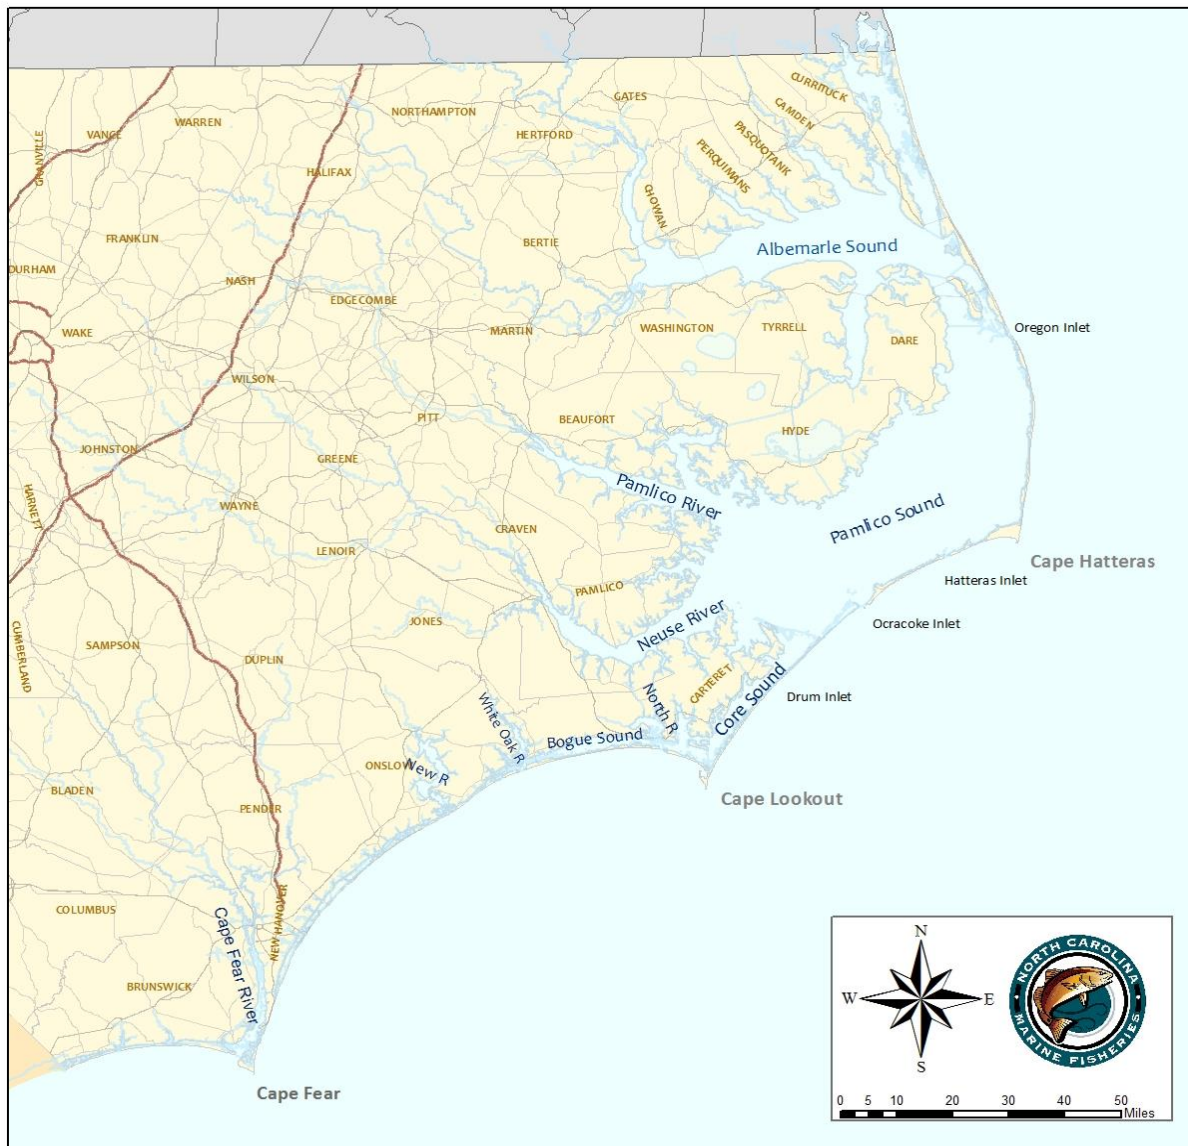 CURRITUCK
GATES
CAMDEN
NORTHAMPTON
WARREN
VANCE
HERTFORD
PASQUOTANK
GRANVILLE
PERQUIMANS
HALIFAX
CHOWAN
FRANKLIN
BERTIE
Albemarle Sound
DURHAM
NASH
EDGECOMBE
WAKE
MARTIN
WASHINGTON
TYRRELL
DARE
Oregon Inlet
WILSON
PITT
BEAUFORT
HYDE
JOHNSTON
GREENE
Pamlico River
HARNETT
WAYNE
CRAVEN
Pamlico Sound
LENOIR
Cape Hatteras
Hatteras Inlet
PAMLICO
JONES
Neuse River
Ocracoke Inlet
CUMBERLAND
SAMPSON
DUPLIN
CARTERET
Drum Inlet
North R
Core Sound
White Oak R
Bogue Sound
ONSLOW
New R
BLADEN
Cape Lookout
PENDER
COLUMBUS
NEW HANOVER
Cape Fear River
BRUNSWICK
Cape Fear
N
W
E
S
NORTH CAROLINA
MARINE FISHERIES
0 5 10 20 30 40 50
Miles